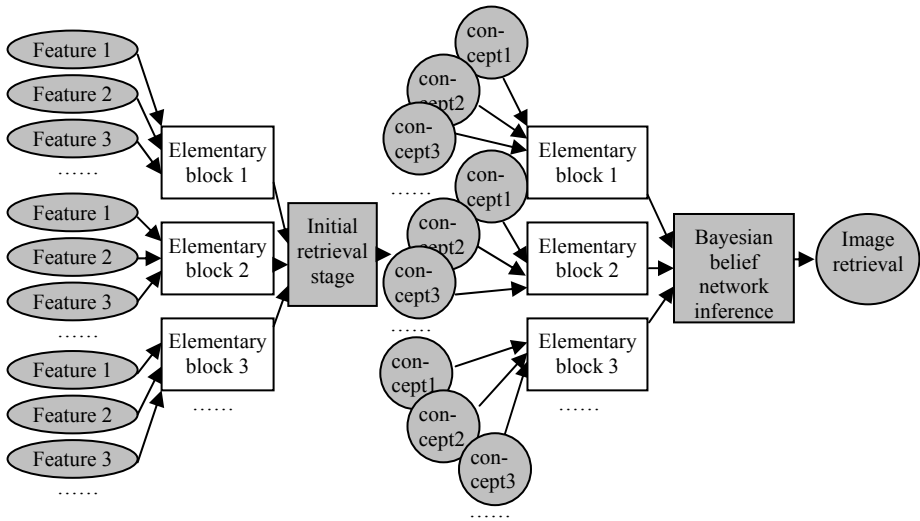 Feature 1
Feature 2
Feature 3
......
Feature 1
Feature 2
Feature 3
......
Feature 1
Feature 2
Feature 3
......
Elementary
block 1
Elementary
block 2
Elementary
block 3
......
Initial
retrieval
stage
con-
cept1
con-
cept2
con-
cept3
......
con-
cept1
con-
cept2
con-
cept3
......
con-
cept1
con-
cept2
con-
cept3
......
Elementary
block 1
Elementary
block 2
Elementary
block 3
......
Bayesian
belief
network
inference
Image
retrieval